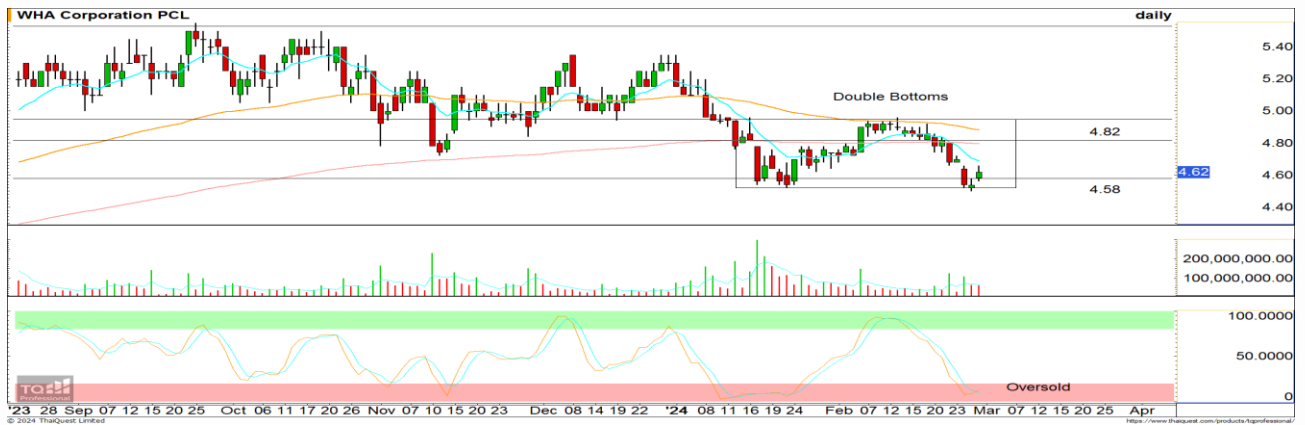 WHA Corporation PCL daily
5.40
5.20
Double Bottoms
5.00
4.82
4.80
4.62
4.60
4.58
4.40
200,000,000.00
100,000,000.00
100.0000
50.0000
Oversold
0
TQ
Professional
'23 28 Sep 07 12 15 20 25 Oct 06 11 17 20 26 Nov 07 10 15 20 23 Dec 08 14 19 22 '24 08 11 16 19 24 Feb 07 12 15 20 23 Mar 07 12 15 20 25 Apr
© 2024 ThaiQuest Limited https://www.thaiquest.com/products/tqprofessional/